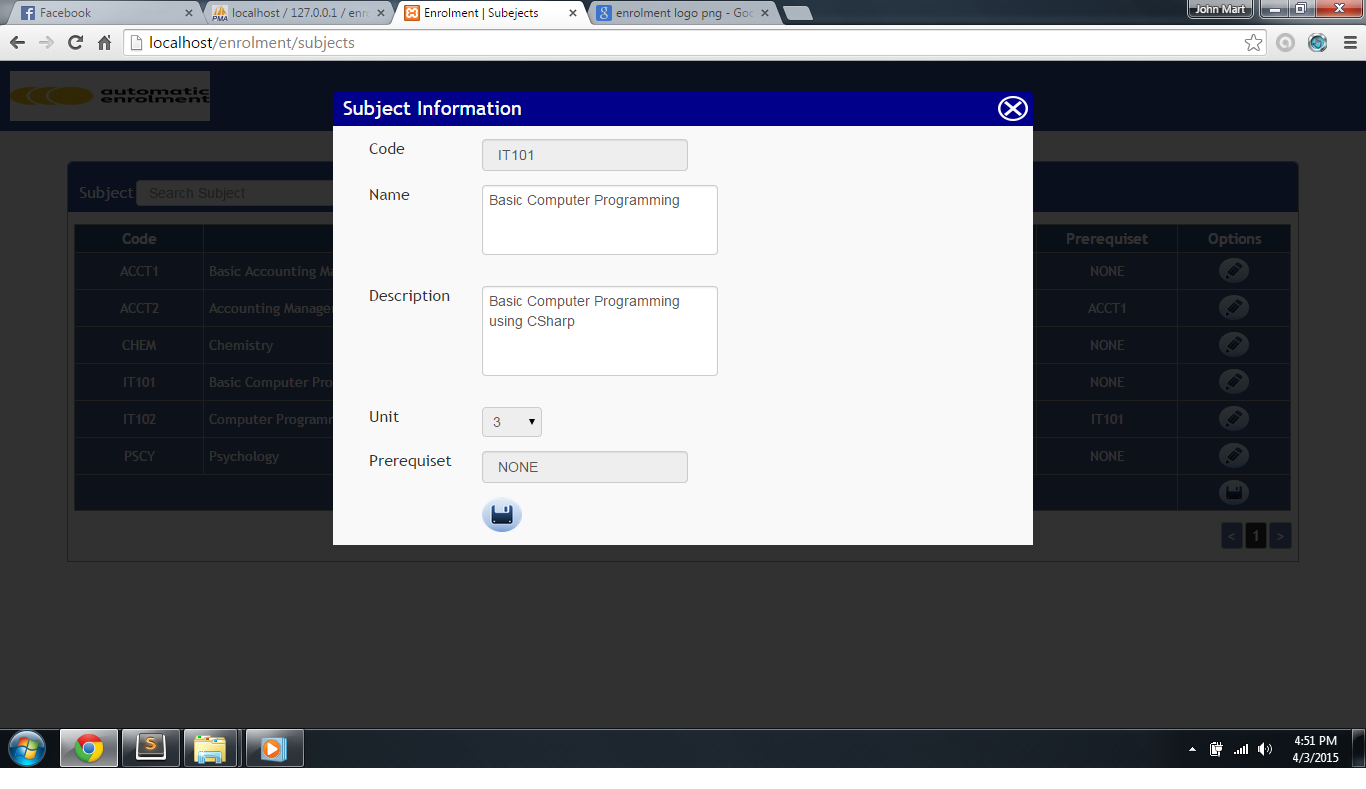 Facebook
localhost / 127.0.0.1 / enro
Enrolment | Subejects
enrolment logo png - Goo
John Mart
localhost/enrolment/subjects
automatic
enrolment
Subject Information
Code IT101
Name Basic Computer Programming
Description Basic Computer Programming
using CSharp
Unit 3
Prerequiset NONE
Subject Search Subject
Code Prerequiset Options
ACCT1 Basic Accounting Ma NONE
ACCT2 Accounting Manage ACCT1
CHEM Chemistry NONE
IT101 Basic Computer Pro NONE
IT102 Computer Program IT101
PSCY Psychology NONE
< 1 >
4:51 PM
4/3/2015